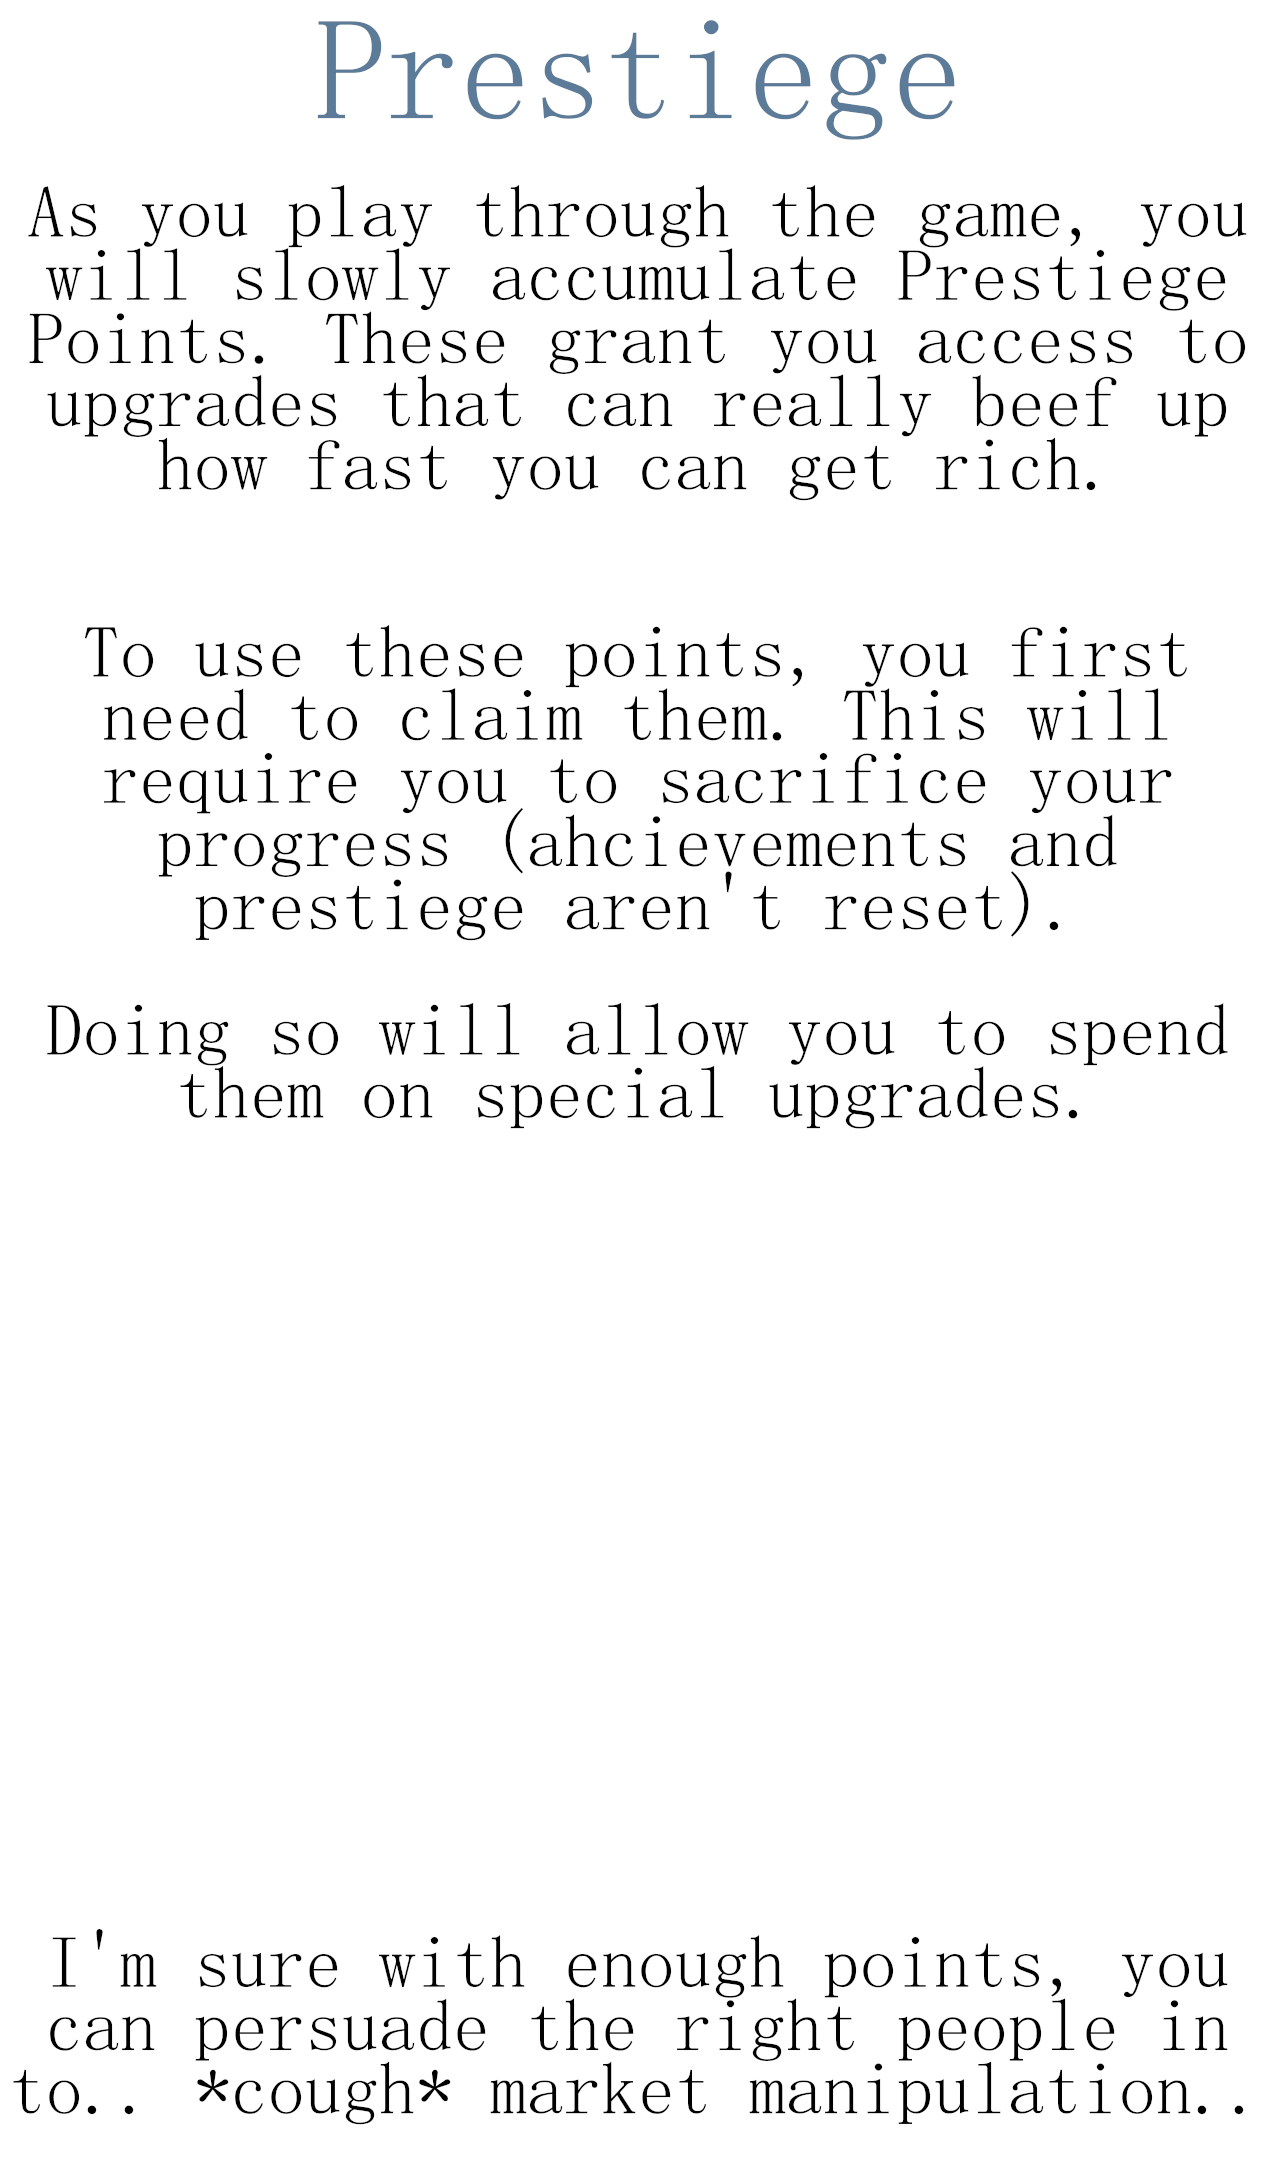 Prestiege
As you play through the game, you
will slowly accumulate Prestiege
Points. These grant you access to
upgrades that can really beef up
how fast you can get rich.
To use these points, you first
need to claim them. This will
require you to sacrifice your
progress (ahcievements and
prestiege aren't reset).
Doing so will allow you to spend
them on special upgrades.
I'm sure with enough points, you
can persuade the right people in
to.. *cough* market manipulation..